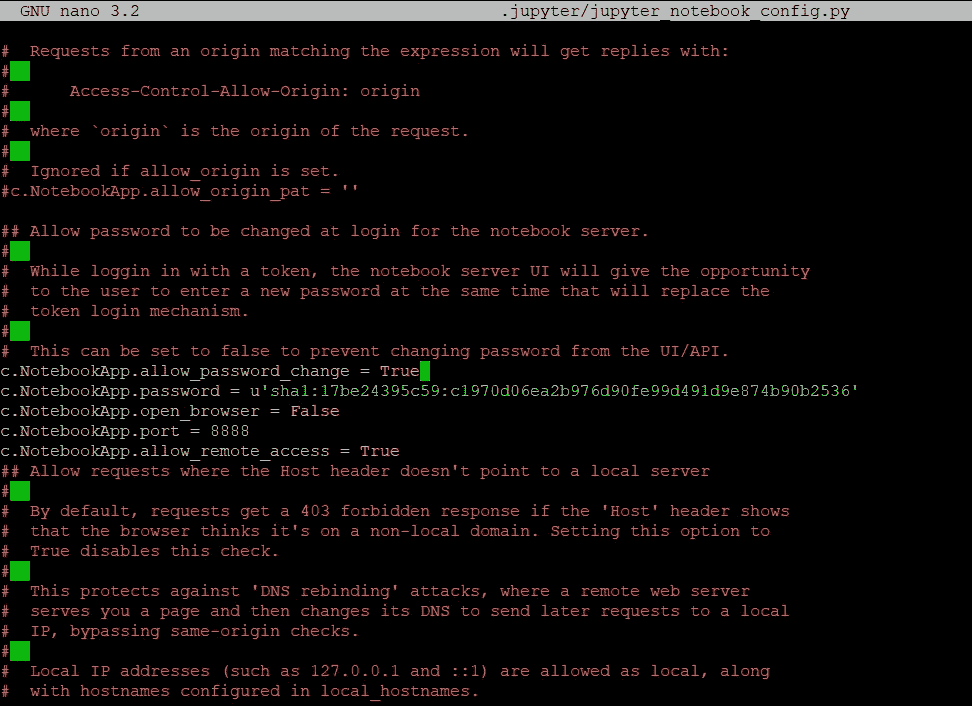 GNU nano 3.2 .jupyter/jupyter_notebook_config.py
#  Requests from an origin matching the expression will get replies with:
#
#      Access-Control-Allow-Origin: origin
#
#  where `origin` is the origin of the request.
#
#  Ignored if allow_origin is set.
#c.NotebookApp.allow_origin_pat = ''
## Allow password to be changed at login for the notebook server.
#
#  While loggin in with a token, the notebook server UI will give the opportunity
#  to the user to enter a new password at the same time that will replace the
#  token login mechanism.
#
#  This can be set to false to prevent changing password from the UI/API.
c.NotebookApp.allow_password_change = True
c.NotebookApp.password = u'sha1:17be24395c59:c1970d06ea2b976d90fe99d491d9e874b90b2536'
c.NotebookApp.open_browser = False
c.NotebookApp.port = 8888
c.NotebookApp.allow_remote_access = True
## Allow requests where the Host header doesn't point to a local server
#
#  By default, requests get a 403 forbidden response if the 'Host' header shows
#  that the browser thinks it's on a non-local domain. Setting this option to
#  True disables this check.
#
#  This protects against 'DNS rebinding' attacks, where a remote web server
#  serves you a page and then changes its DNS to send later requests to a local
#  IP, bypassing same-origin checks.
#
#  Local IP addresses (such as 127.0.0.1 and ::1) are allowed as local, along
#  with hostnames configured in local_hostnames.